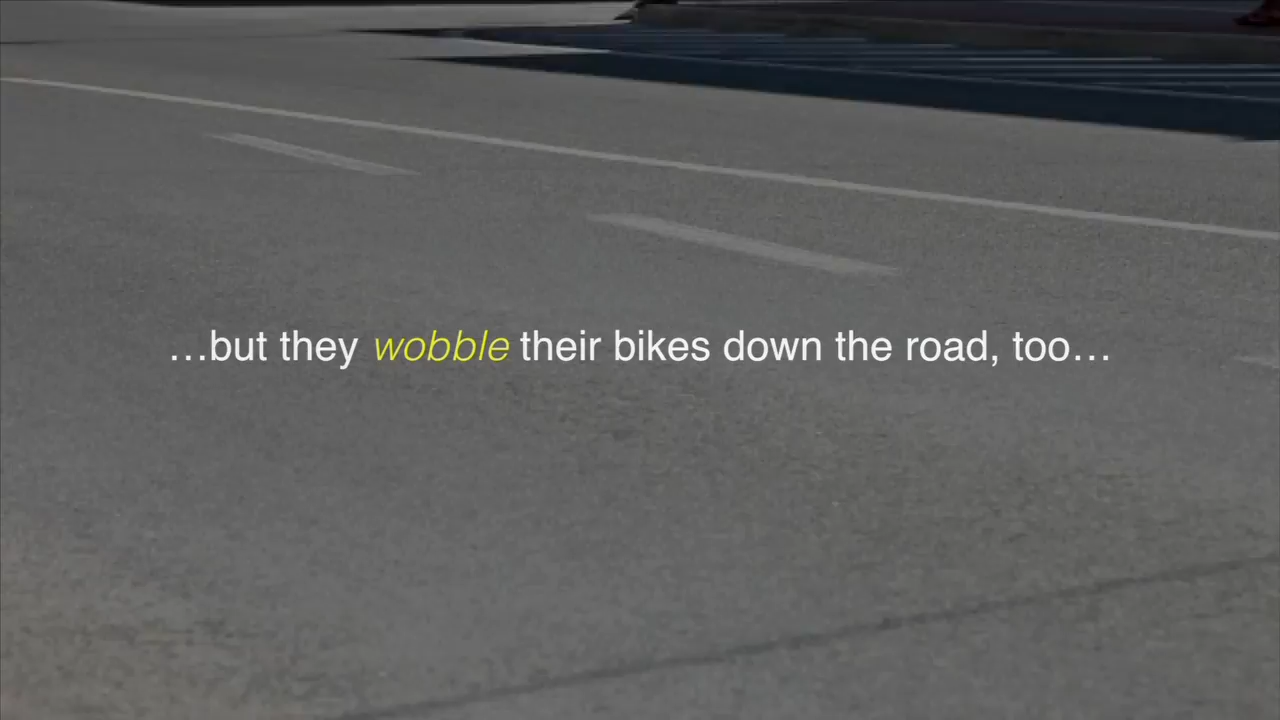 …but they wobble their bikes down the road, too…